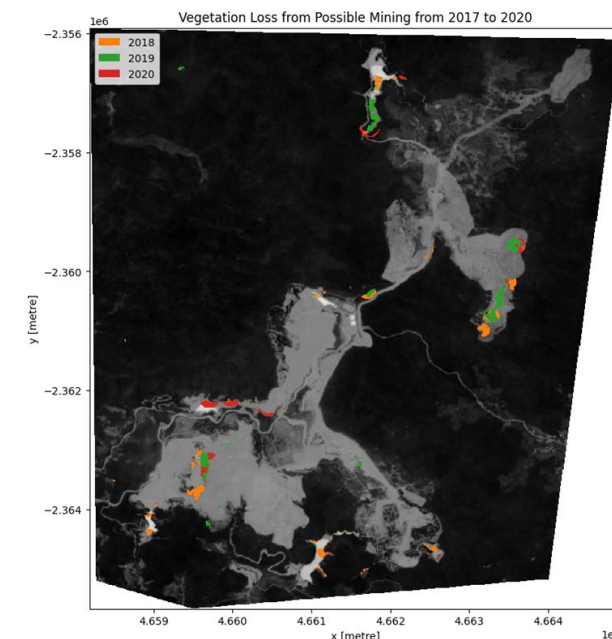 Vegetation Loss from Possible Mining from 2017 to 2020
1e6
2018
2019
2020
−2.356
−2.358
−2.360
−2.362
−2.364
y [metre]
4.659 4.660 4.661 4.662 4.663 4.664
x [metre]